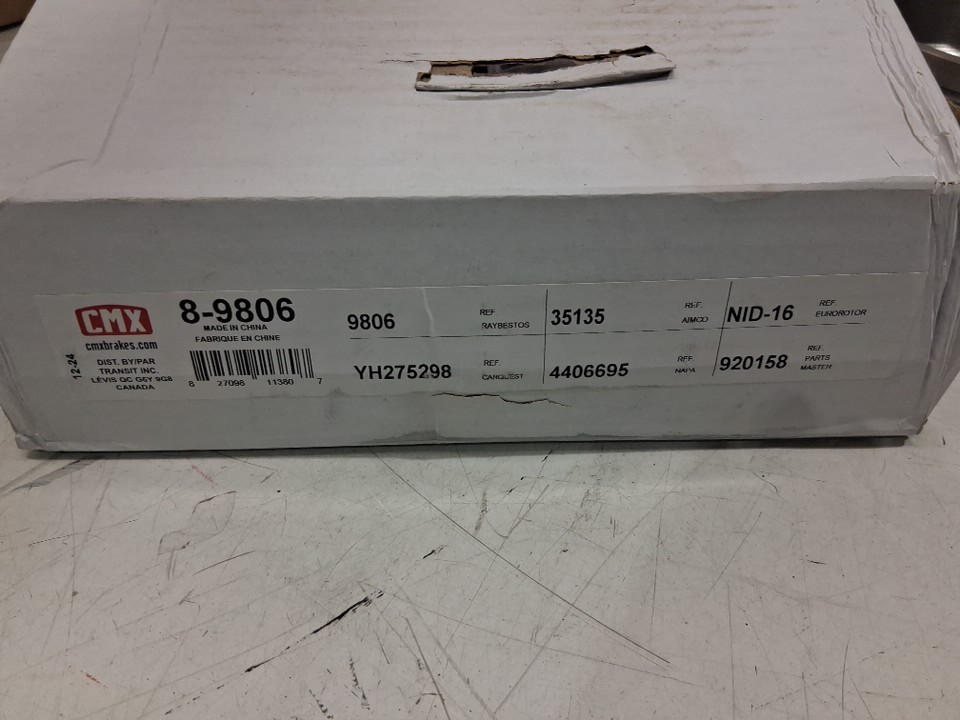 CMX
cmxbrakes.com
12-24
DIST. BY/PAR
TRANSIT INC.
LÉVIS QC G6Y 9G8
CANADA
8-9806
MADE IN CHINA
FABRIQUE EN CHINE
8 27098 11380 7
9806 REF. RAYBESTOS
35135 REF. AIMCO
NID-16 REF. EUROROTOR
YH275298 REF. CARQUEST
4406695 REF. NAPA
920158 REF. PARTS MASTER